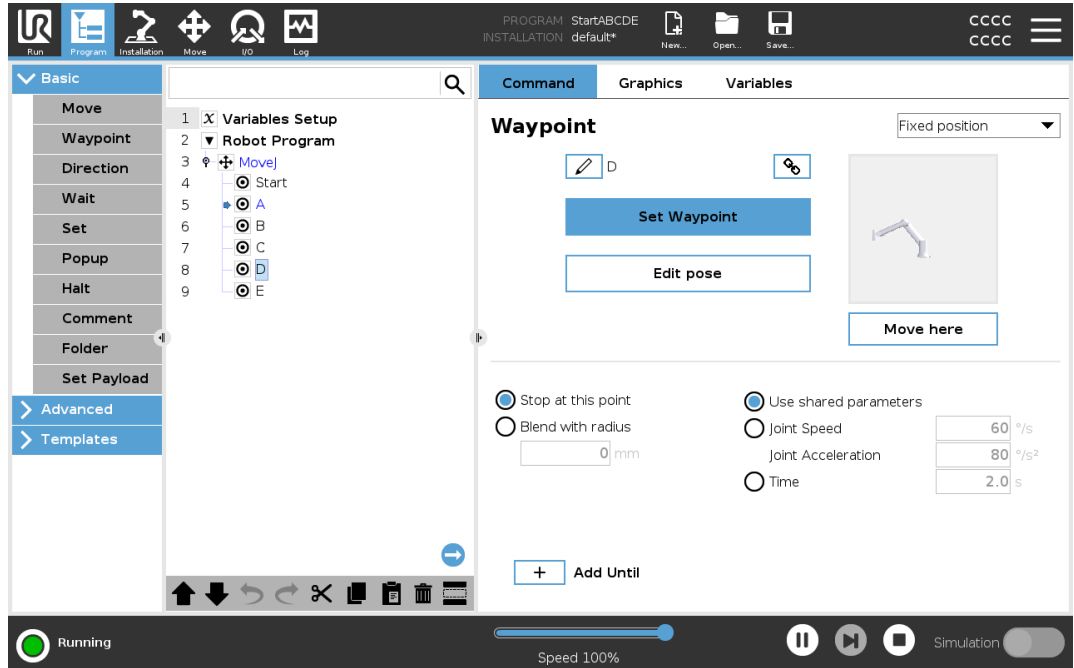 PROGRAM StartABCDE
INSTALLATION default*
CCCC
CCCC
UR
Run
Program
Installation
Move
I/O
Log
New...
Open...
Save...
Basic
Move
Waypoint
Direction
Wait
Set
Popup
Halt
Comment
Folder
Set Payload
Advanced
Templates
1 X Variables Setup
2 Robot Program
3 MoveJ
4 Start
5 A
6 B
7 C
8 D
9 E
Command Graphics Variables
Waypoint
Fixed position
D
Set Waypoint
Edit pose
Move here
Stop at this point
Blend with radius
0 mm
Use shared parameters
Joint Speed 60 °/s
Joint Acceleration 80 °/s²
Time 2.0 s
+ Add Until
Running
Speed 100%
Simulation